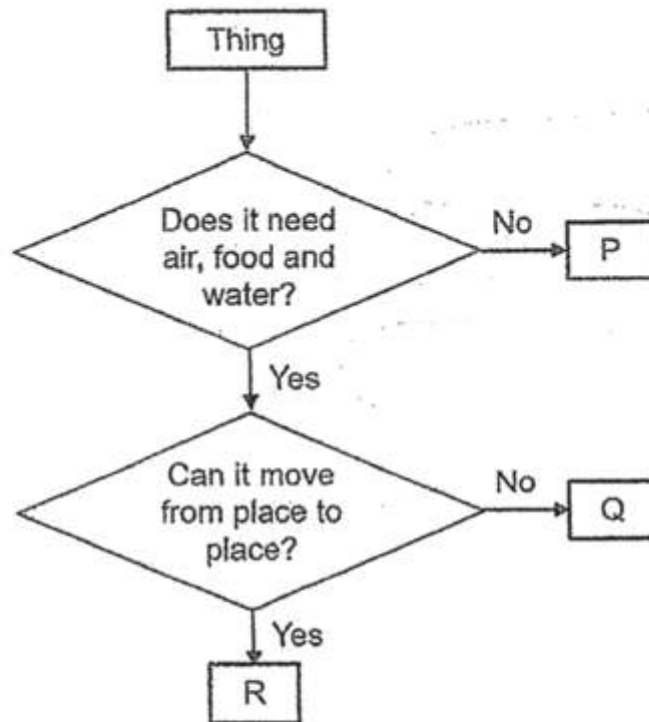 Thing
Does it need
air, food and
water?
No
P
Yes
Can it move
from place to
place?
No
Q
Yes
R